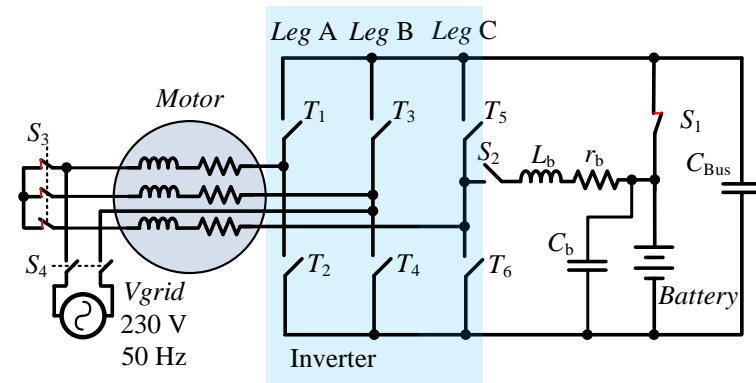 Leg A Leg B Leg C
Motor
T1
T3
T5
S1
S3
S2
Lb
rb
CBus
Cb
S4
T2
T4
T6
Vgrid
230 V
50 Hz
Battery
Inverter